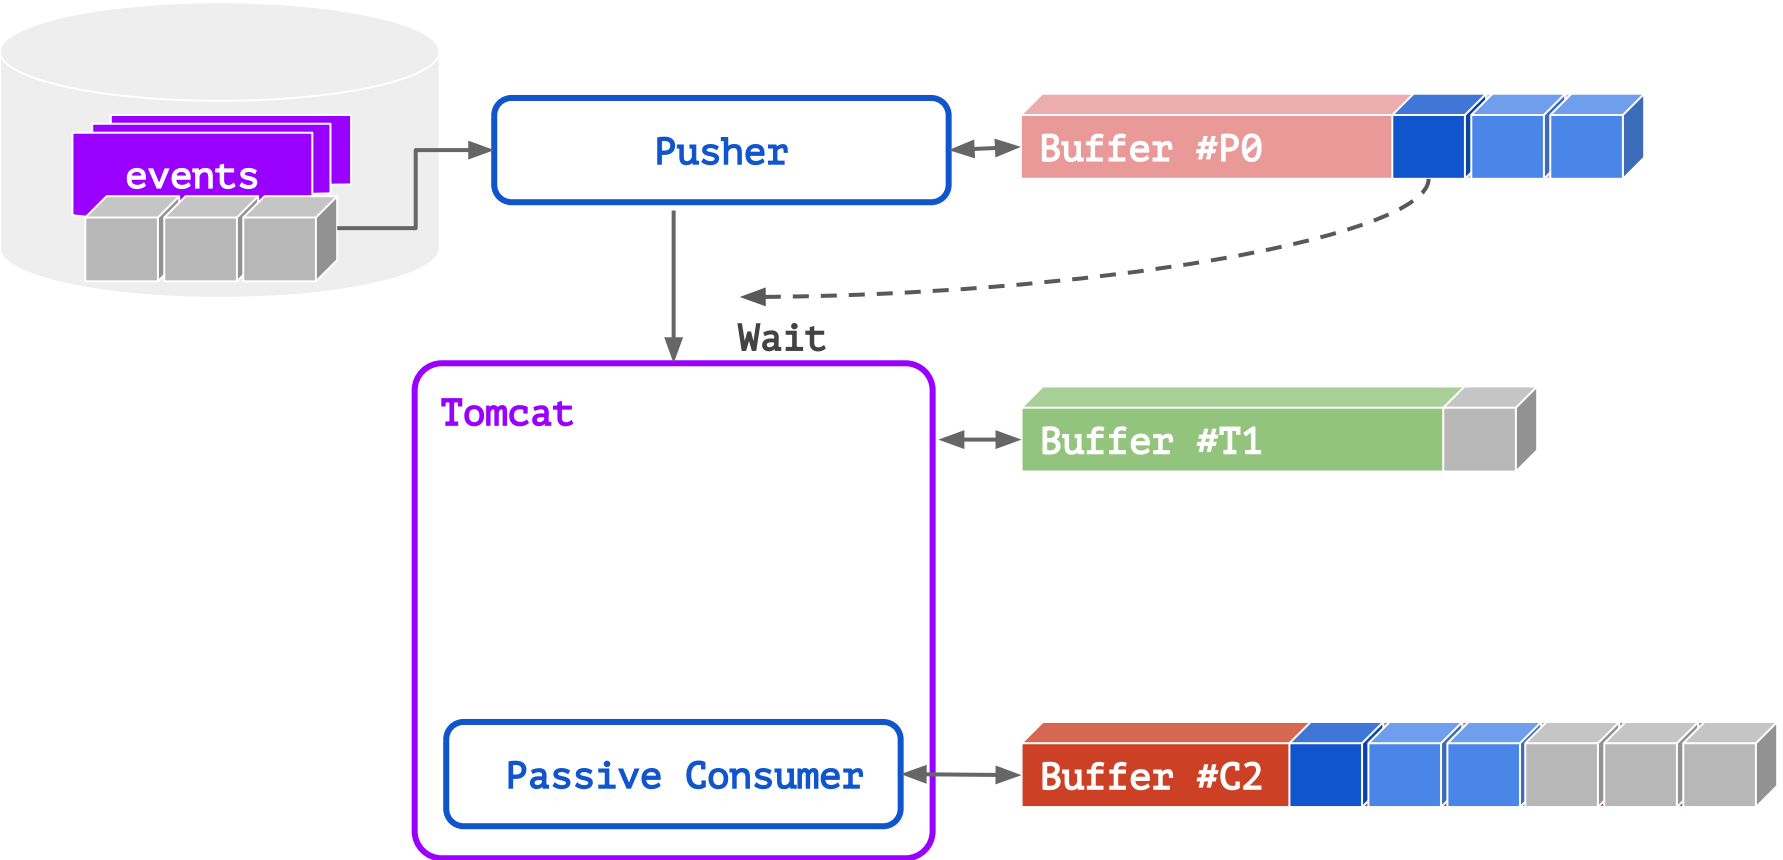 events
Pusher
Buffer #P0
Wait
Tomcat
Buffer #T1
Passive Consumer
Buffer #C2